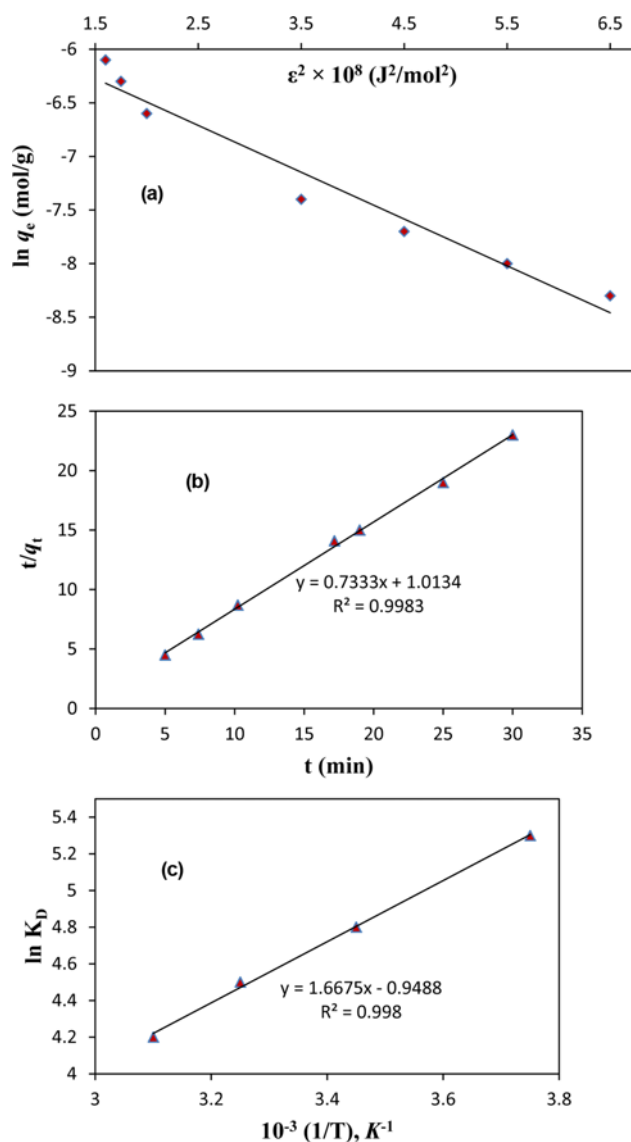 1.5 2.5 3.5 4.5 5.5 6.5
ε² × 10⁸ (J²/mol²)
-6
-6.5
-7
-7.5
-8
-8.5
-9
ln qₑ (mol/g)
(a)
25
20
15
10
5
0
t/qₜ
(b)
y = 0.7333x + 1.0134
R² = 0.9983
0 5 10 15 20 25 30 35
t (min)
5.4
5.2
5
4.8
4.6
4.4
4.2
4
ln K_D
(c)
y = 1.6675x - 0.9488
R² = 0.998
3 3.2 3.4 3.6 3.8
10⁻³ (1/T), K⁻¹